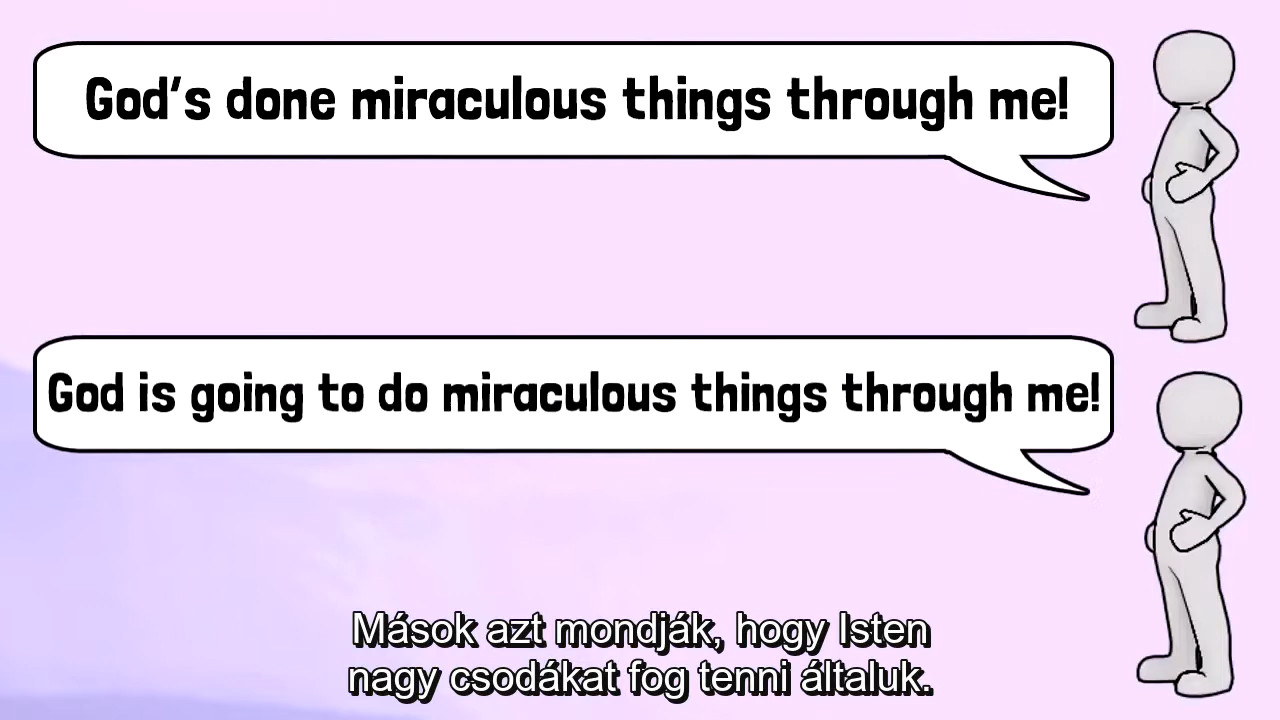 God's done miraculous things through me!
God is going to do miraculous things through me!
Mások azt mondják, hogy Isten
nagy csodákat fog tenni általuk.